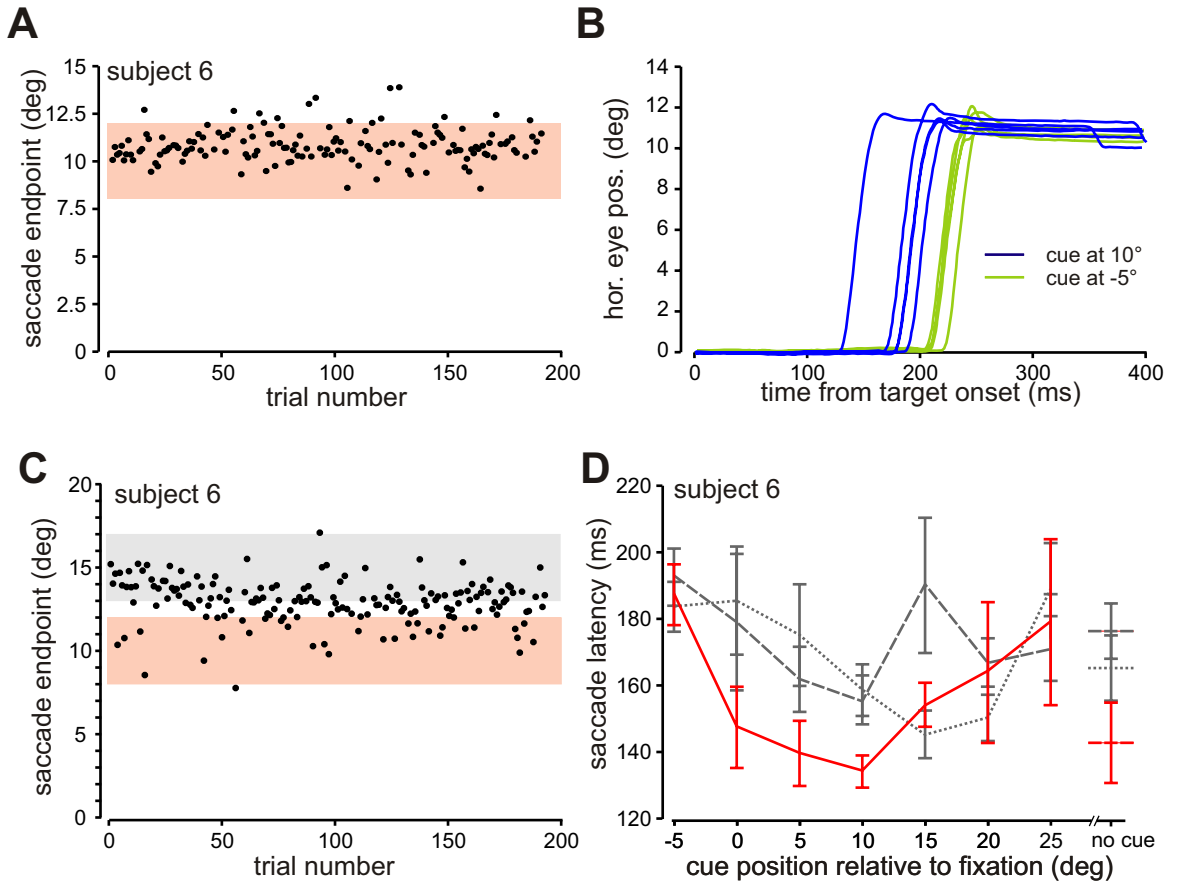 A
subject 6
saccade endpoint (deg)
15
12.5
10
7.5
5
2.5
0
0 50 100 150 200
trial number
B
hor. eye pos. (deg)
14
12
10
8
6
4
2
0
cue at 10°
cue at -5°
0 100 200 300 400
time from target onset (ms)
C
subject 6
saccade endpoint (deg)
20
15
10
5
0
0 50 100 150 200
trial number
D
subject 6
saccade latency (ms)
220
200
180
160
140
120
-5 0 5 10 15 20 25 no cue
cue position relative to fixation (deg)